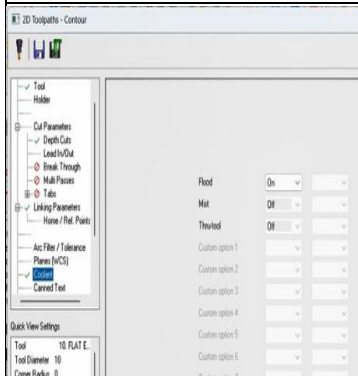 2D Toolpaths - Contour
Tool
Holder
Cut Parameters
Depth Cuts
Lead In/Out
Break Through
Multi Passes
Tabs
Linking Parameters
Home / Ref. Points
Arc Filter / Tolerance
Planes (WCS)
Coolant
Canned Text
Quick View Settings
Tool 10. FLAT E..
Tool Diameter 10
Corner Radius 0
Flood On
Mist Off
Thru-tool Off
Custom option 1
Custom option 2
Custom option 3
Custom option 4
Custom option 5
Custom option 6